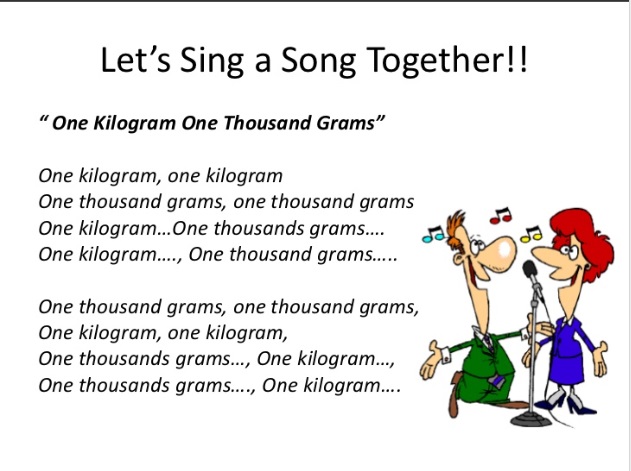 Let’s Sing a Song Together!!
“ One Kilogram One Thousand Grams”
One kilogram, one kilogram
One thousand grams, one thousand grams
One kilogram…One thousands grams….
One kilogram…., One thousand grams…..
One thousand grams, one thousand grams,
One kilogram, one kilogram,
One thousands grams…, One kilogram…,
One thousands grams…., One kilogram….